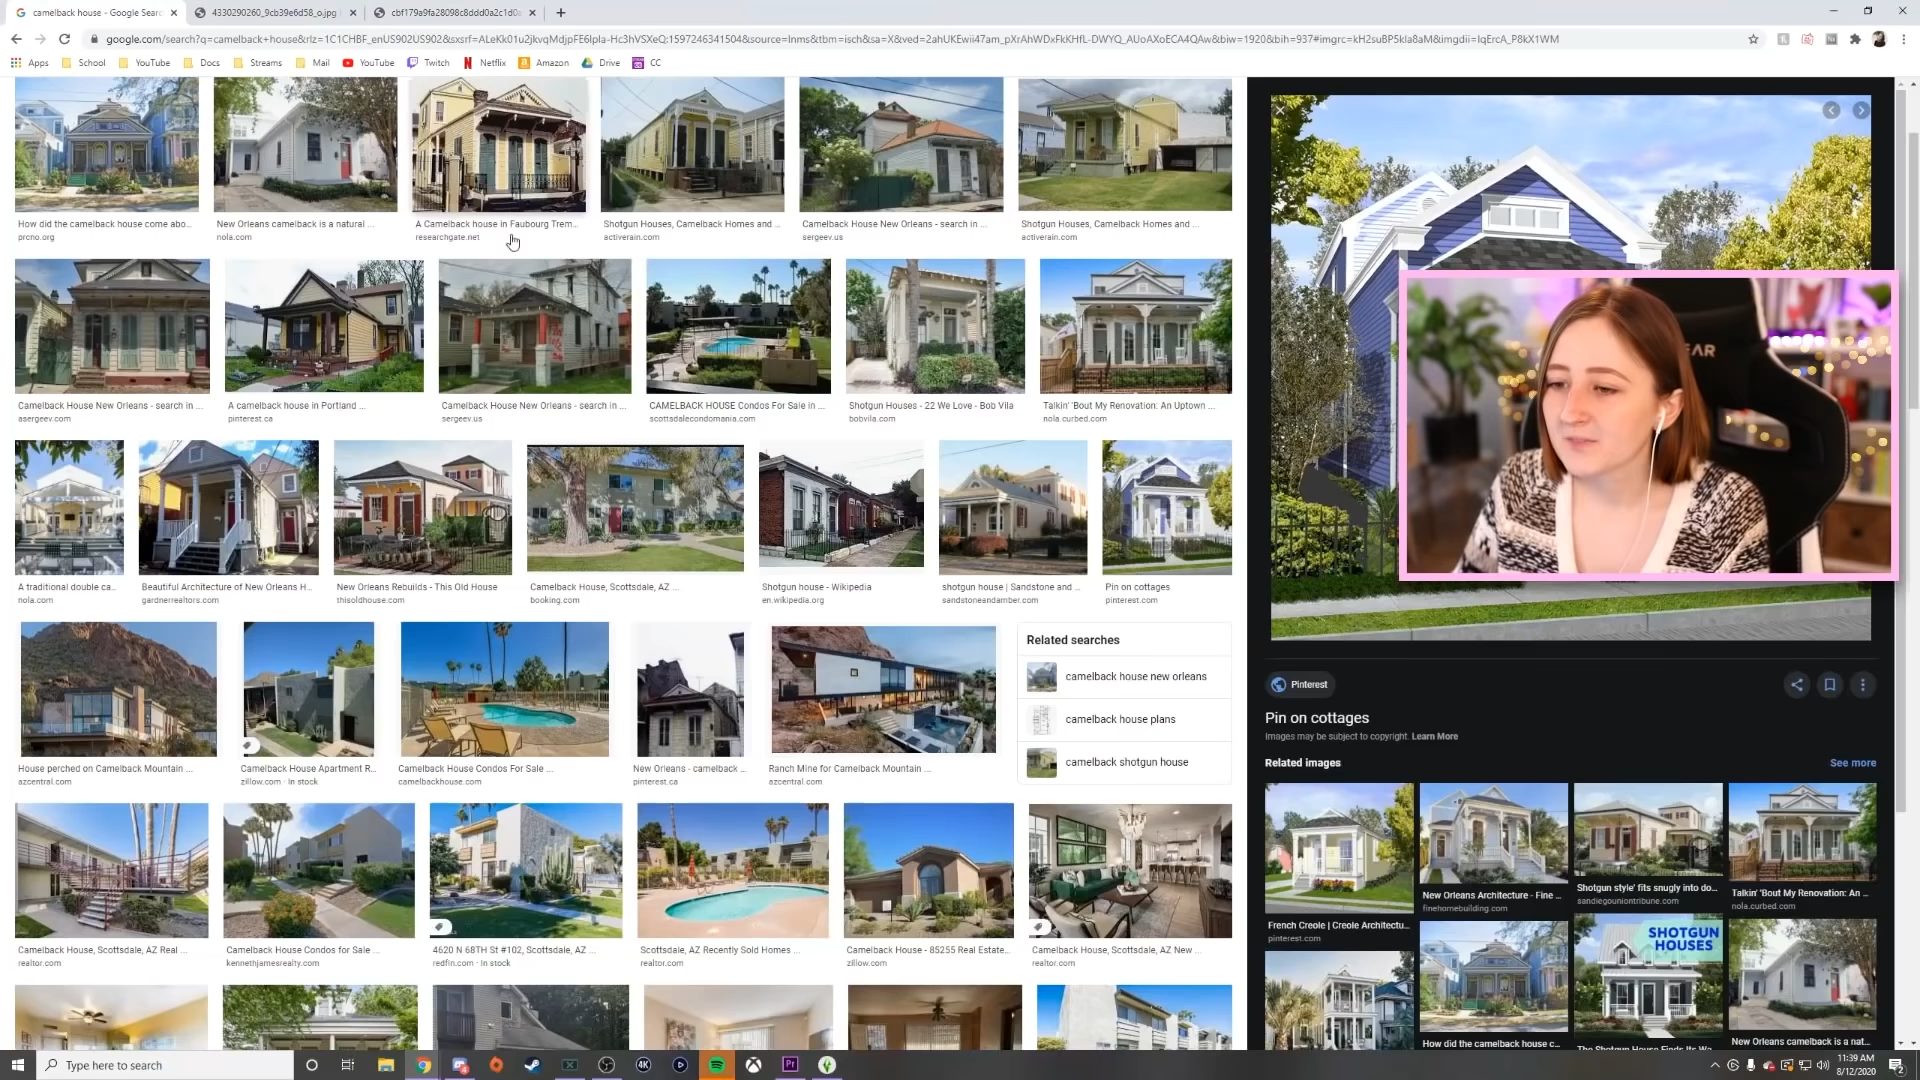 camelback house - Google Searc
4330290260_9cb39e6d58_o.jpg
cbf179a9fa28098c8ddd0a2c1d0a
google.com/search?q=camelback+house&rlz=1C1CHBF_enUS902US902&sxsrf=ALeKk01u2jkvqMdjpFE6lpla-Hc3hVSXeQ:1597246341504&source=lnms&tbm=isch&sa=X&ved=2ahUKEwii47am_pXrAhWDxFkKHfL-DWYQ_AUoAXoECA4QAw&biw=1920&bih=937#imgrc=kH2suBP5kla8aM&imgdii=IqErcA_P8kX1WM
Apps School YouTube Docs Streams Mail YouTube Twitch Netflix Amazon Drive CC
How did the camelback house come abo...
prcno.org
New Orleans camelback is a natural ...
nola.com
A Camelback house in Faubourg Trem...
researchgate.net
Shotgun Houses, Camelback Homes and ...
activerain.com
Camelback House New Orleans - search in ...
sergeev.us
Shotgun Houses, Camelback Homes and ...
activerain.com
Camelback House New Orleans - search in ...
asergeev.com
A camelback house in Portland ...
pinterest.ca
Camelback House New Orleans - search in ...
sergeev.us
CAMELBACK HOUSE Condos For Sale in ...
scottsdalecondomania.com
Shotgun Houses - 22 We Love - Bob Vila
bobvila.com
Talkin' 'Bout My Renovation: An Uptown ...
nola.curbed.com
EAR
A traditional double ca...
nola.com
Beautiful Architecture of New Orleans H...
gardnerrealtors.com
New Orleans Rebuilds - This Old House
thisoldhouse.com
Camelback House, Scottsdale, AZ ...
booking.com
Shotgun house - Wikipedia
en.wikipedia.org
shotgun house | Sandstone and ...
sandstoneandamber.com
Pin on cottages
pinterest.com
House perched on Camelback Mountain ...
azcentral.com
Camelback House Apartment R...
zillow.com · In stock
Camelback House Condos For Sale ...
camelbackhouse.com
New Orleans - camelback ...
pinterest.ca
Ranch Mine for Camelback Mountain ...
azcentral.com
Related searches
camelback house new orleans
camelback house plans
camelback shotgun house
Camelback House, Scottsdale, AZ Real ...
realtor.com
Camelback House Condos for Sale ...
kennethjamesrealty.com
4620 N 68TH St #102, Scottsdale, AZ ...
redfin.com · In stock
Scottsdale, AZ Recently Sold Homes ...
realtor.com
Camelback House - 85255 Real Estate...
zillow.com
Camelback House, Scottsdale, AZ New ...
realtor.com
Pinterest
Pin on cottages
Images may be subject to copyright. Learn More
Related images
See more
French Creole | Creole Architectu...
pinterest.com
New Orleans Architecture - Fine ...
finehomebuilding.com
Shotgun style' fits snugly into do...
sandiegouniontribune.com
Talkin' 'Bout My Renovation: An ...
nola.curbed.com
SHOTGUN
HOUSES
How did the camelback house c...
The Shotgun House Finds Its Wa
New Orleans camelback is a nat...
Type here to search
4K
Pr
11:39 AM
8/12/2020
2